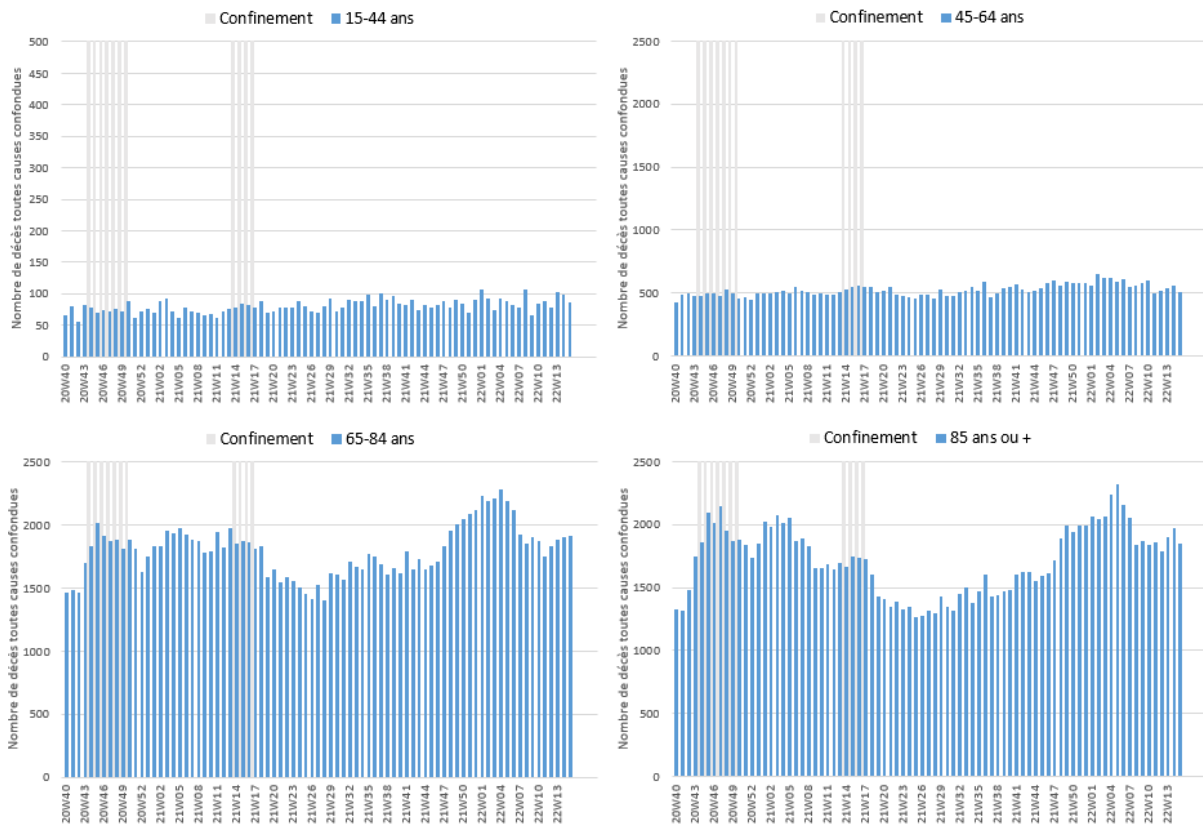 Confinement 15-44 ans
Nombre de décès toutes causes confondues
500
450
400
350
300
250
200
150
100
50
0
20W40 20W43 20W46 20W49 20W52 21W02 21W05 21W08 21W11 21W14 21W17 21W20 21W23 21W26 21W29 21W32 21W35 21W38 21W41 21W44 21W47 21W50 22W01 22W04 22W07 22W10 22W13
Confinement 45-64 ans
Nombre de décès toutes causes confondues
2500
2000
1500
1000
500
0
20W40 20W43 20W46 20W49 20W52 21W02 21W05 21W08 21W11 21W14 21W17 21W20 21W23 21W26 21W29 21W32 21W35 21W38 21W41 21W44 21W47 21W50 22W01 22W04 22W07 22W10 22W13
Confinement 65-84 ans
Nombre de décès toutes causes confondues
2500
2000
1500
1000
500
0
20W40 20W43 20W46 20W49 20W52 21W02 21W05 21W08 21W11 21W14 21W17 21W20 21W23 21W26 21W29 21W32 21W35 21W38 21W41 21W44 21W47 21W50 22W01 22W04 22W07 22W10 22W13
Confinement 85 ans ou +
Nombre de décès toutes causes confondues
2500
2000
1500
1000
500
0
20W40 20W43 20W46 20W49 20W52 21W02 21W05 21W08 21W11 21W14 21W17 21W20 21W23 21W26 21W29 21W32 21W35 21W38 21W41 21W44 21W47 21W50 22W01 22W04 22W07 22W10 22W13